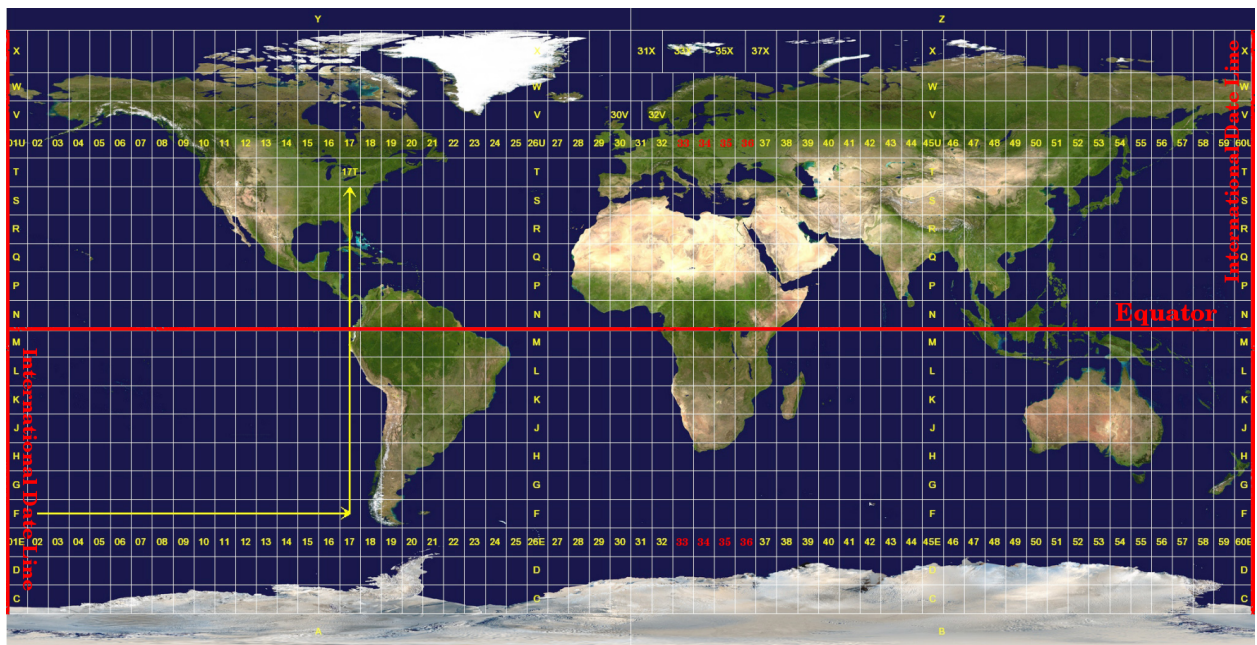 Y Z
X X 31X 33X 35X 37X X X
W W W W
V V 30V 32V V V
01U 02 03 04 05 06 07 08 09 10 11 12 13 14 15 16 17 18 19 20 21 22 23 24 25 26U 27 28 29 30 31 32 33 34 35 36 37 38 39 40 41 42 43 44 45U 46 47 48 49 50 51 52 53 54 55 56 57 58 59 60U
T 17T T T T
S S S S
R R R R
Q Q Q Q
P P P P
N N N N
International Date Line
Equator
M M M M
L L L L
K K K K
J J J J
H H H H
G G G G
F F F F
International Date Line
01E 02 03 04 05 06 07 08 09 10 11 12 13 14 15 16 17 18 19 20 21 22 23 24 25 26E 27 28 29 30 31 32 33 34 35 36 37 38 39 40 41 42 43 44 45E 46 47 48 49 50 51 52 53 54 55 56 57 58 59 60E
D D D D
C C C C
A B